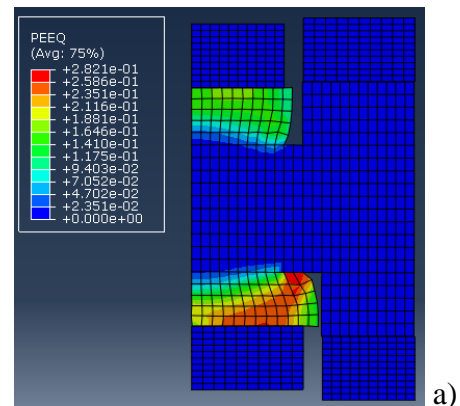 PEEQ
(Avg: 75%)
+2.821e-01
+2.586e-01
+2.351e-01
+2.116e-01
+1.881e-01
+1.646e-01
+1.410e-01
+1.175e-01
+9.403e-02
+7.052e-02
+4.702e-02
+2.351e-02
+0.000e+00
a)